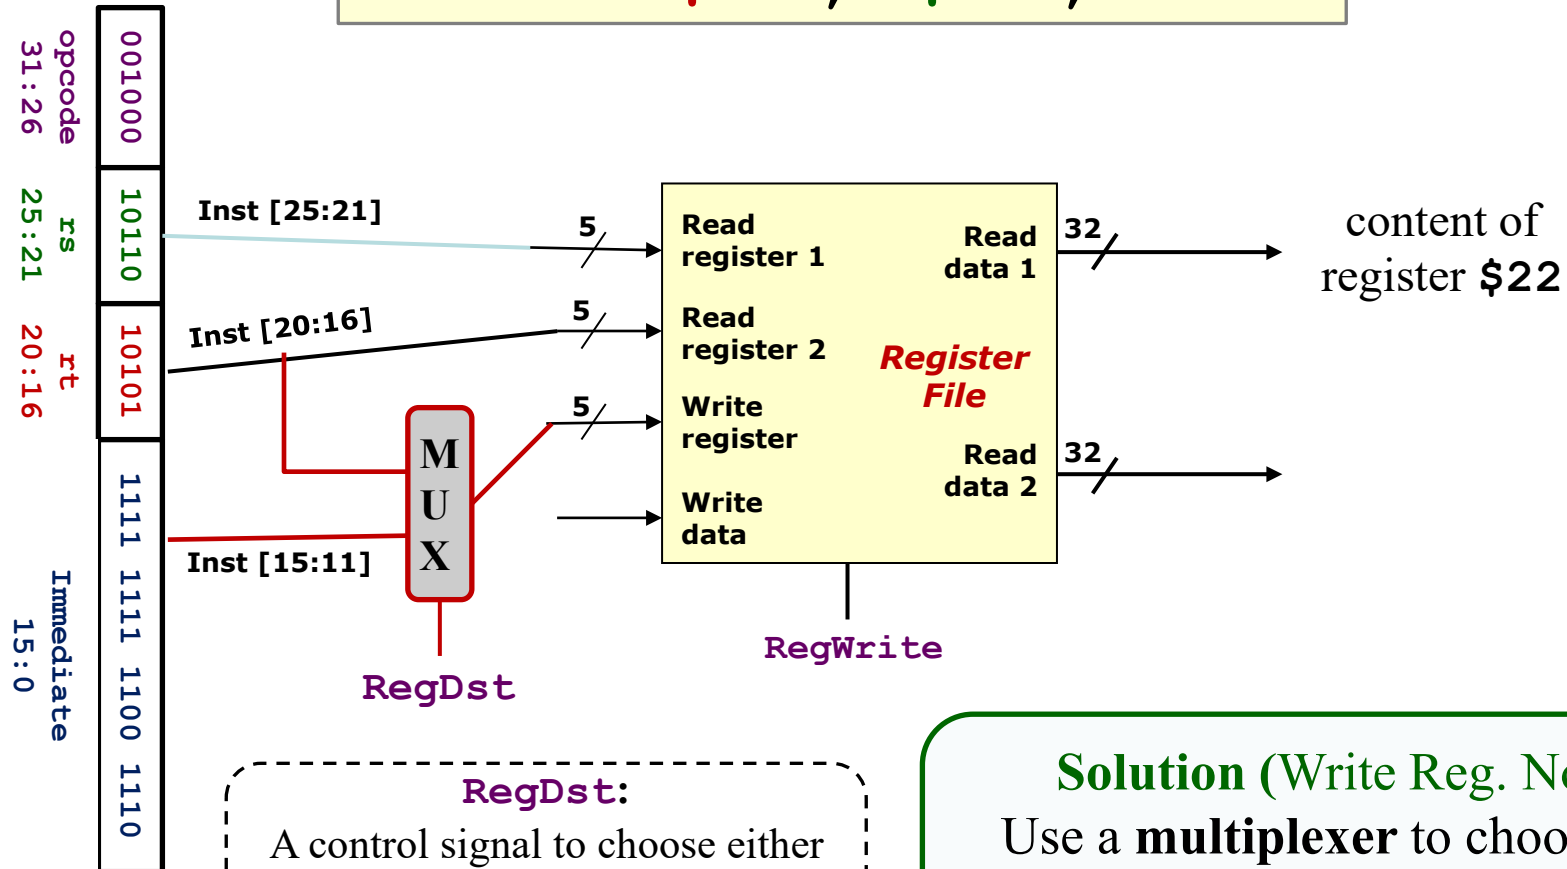 opcode
31:26
001000
rs
25:21
10110
rt
20:16
10101
Immediate
15:0
1111 1111 1100 1110
Inst [25:21]
Inst [20:16]
Inst [15:11]
5
5
5
M
U
X
RegDst
Read
register 1
Read
register 2
Write
register
Write
data
Register
File
Read
data 1
Read
data 2
32
32
RegWrite
content of
register $22
RegDst:
A control signal to choose either
Solution (Write Reg. No
Use a multiplexer to choo